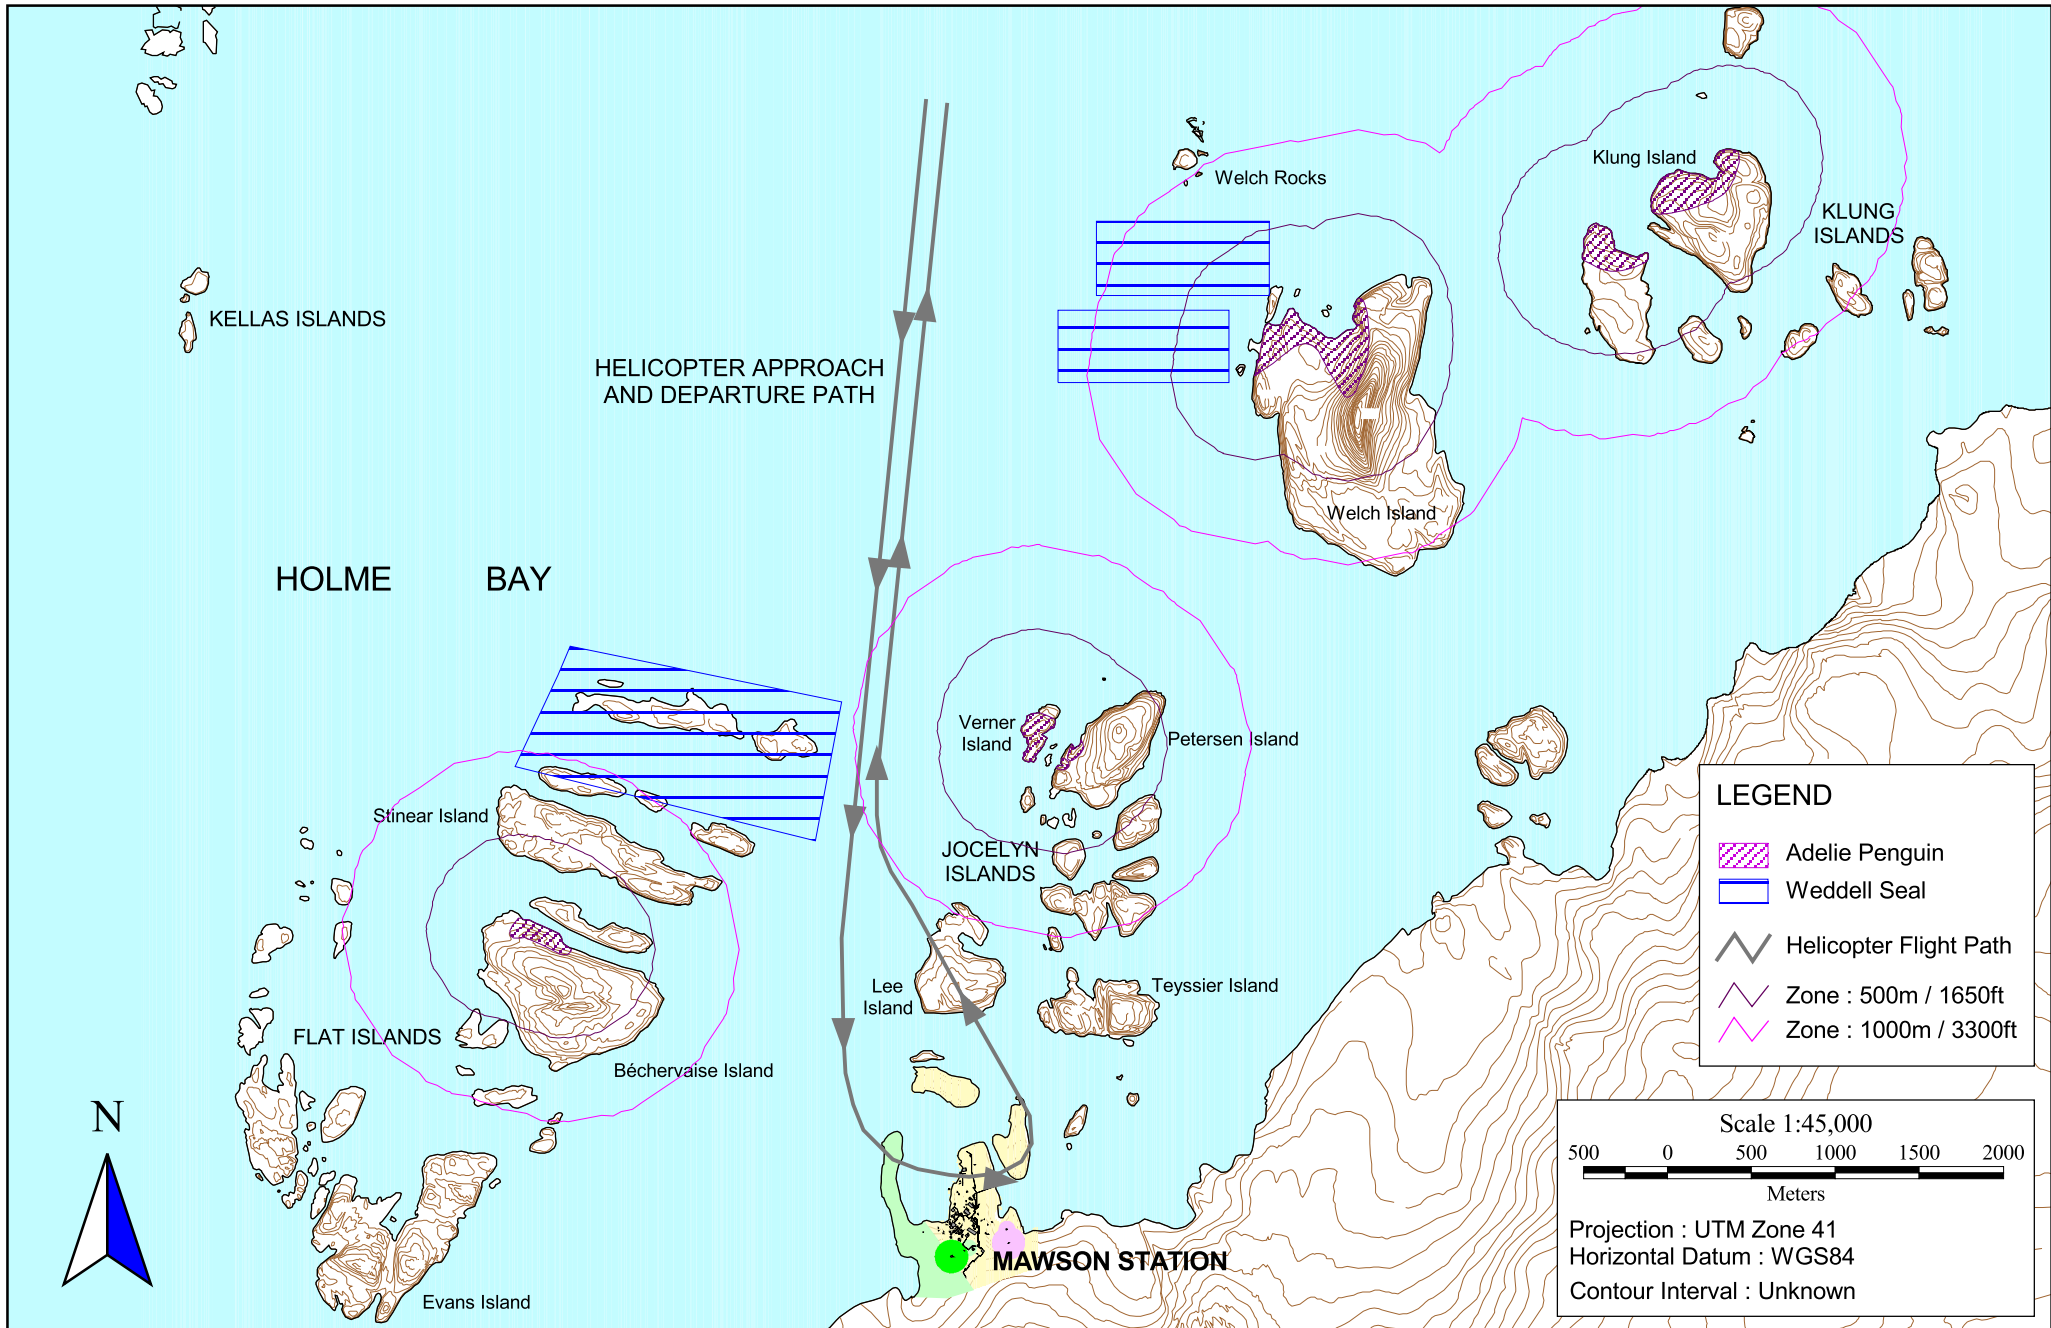 Welch Rocks
Klung Island
KLUNG
ISLANDS
KELLAS ISLANDS
HELICOPTER APPROACH
AND DEPARTURE PATH
Welch Island
HOLME BAY
Verner
Island
Petersen Island
Stinear Island
JOCELYN
ISLANDS
Lee
Island
Teyssier Island
FLAT ISLANDS
Béchervaise Island
N
MAWSON STATION
Evans Island
LEGEND
Adelie Penguin
Weddell Seal
Helicopter Flight Path
Zone : 500m / 1650ft
Zone : 1000m / 3300ft
Scale 1:45,000
500 0 500 1000 1500 2000
Meters
Projection : UTM Zone 41
Horizontal Datum : WGS84
Contour Interval : Unknown